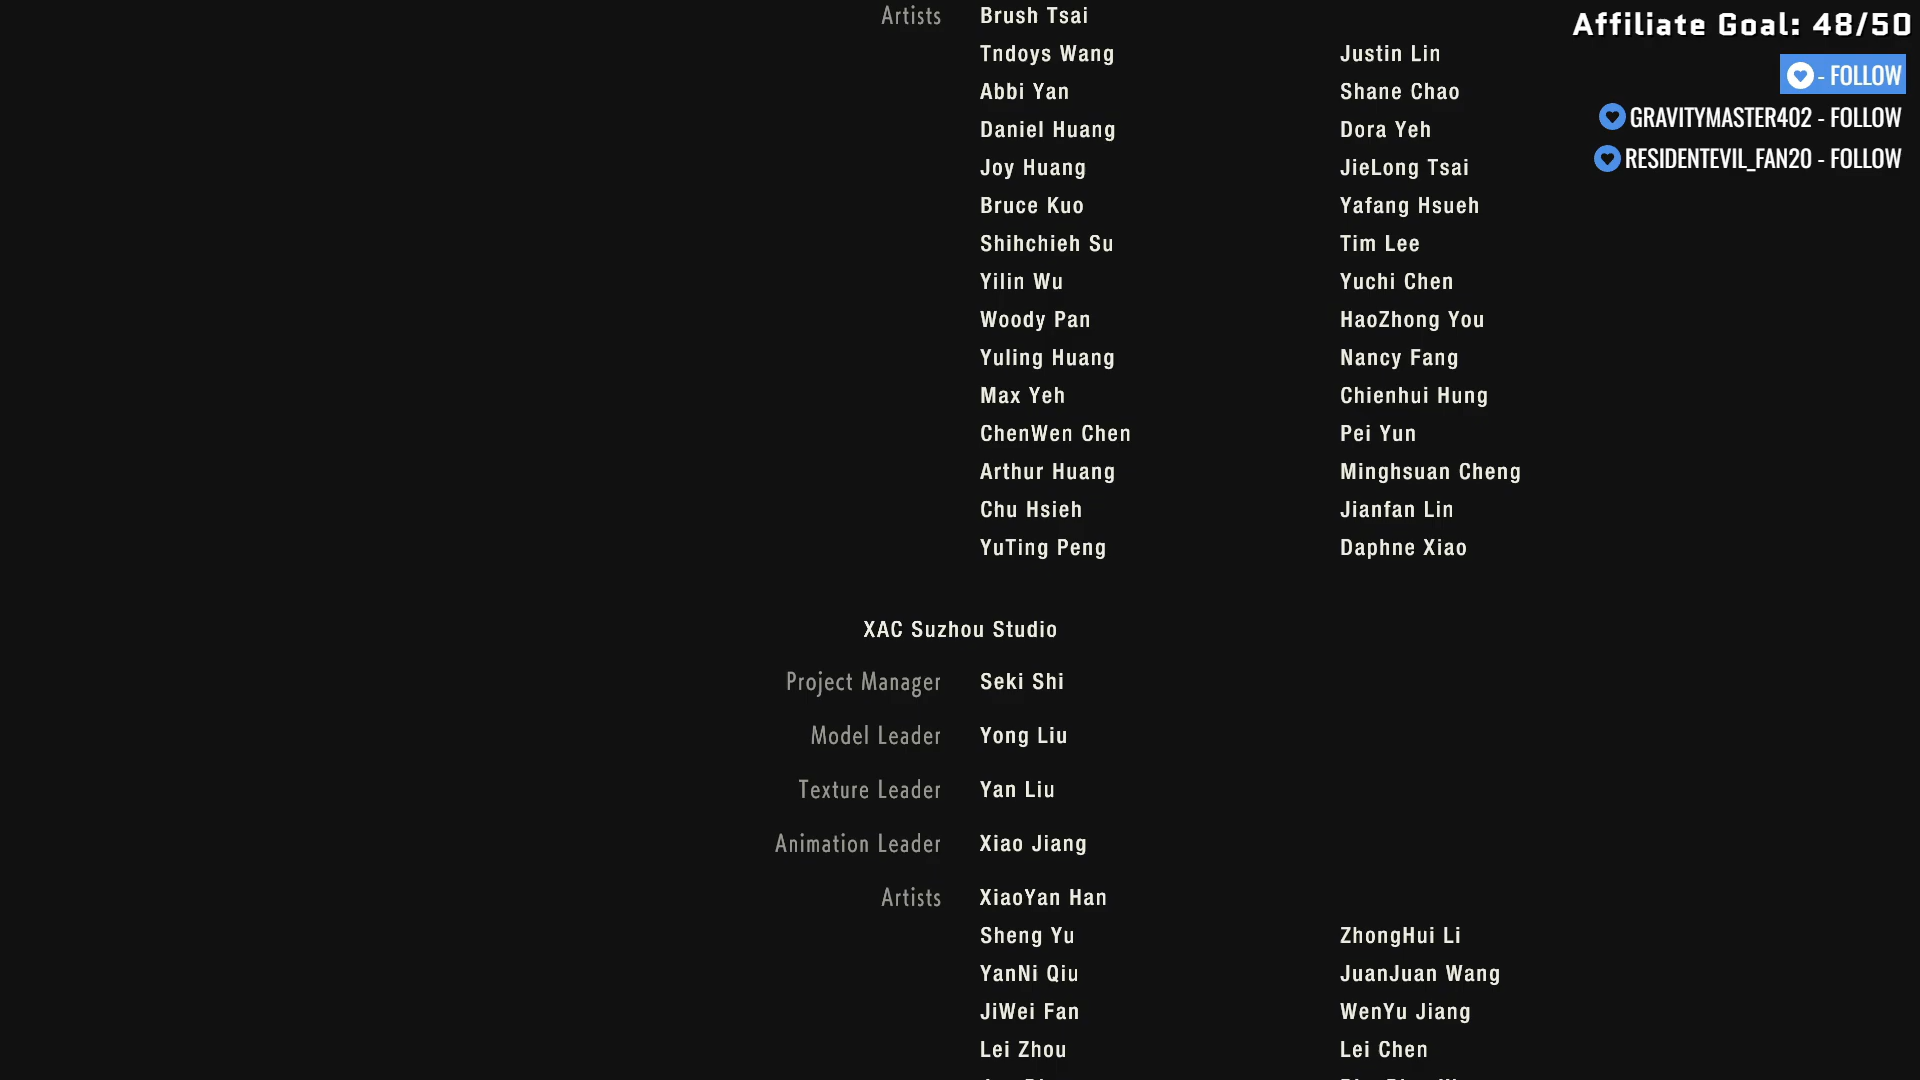 Artists Brush Tsai
Tndoys Wang Justin Lin
Abbi Yan Shane Chao
Daniel Huang Dora Yeh
Joy Huang JieLong Tsai
Bruce Kuo Yafang Hsueh
Shihchieh Su Tim Lee
Yilin Wu Yuchi Chen
Woody Pan HaoZhong You
Yuling Huang Nancy Fang
Max Yeh Chienhui Hung
ChenWen Chen Pei Yun
Arthur Huang Minghsuan Cheng
Chu Hsieh Jianfan Lin
YuTing Peng Daphne Xiao
XAC Suzhou Studio
Project Manager Seki Shi
Model Leader Yong Liu
Texture Leader Yan Liu
Animation Leader Xiao Jiang
Artists XiaoYan Han
Sheng Yu ZhongHui Li
YanNi Qiu JuanJuan Wang
JiWei Fan WenYu Jiang
Lei Zhou Lei Chen
Affiliate Goal: 48/50
- FOLLOW
GRAVITYMASTER402 - FOLLOW
RESIDENTEVIL_FAN20 - FOLLOW